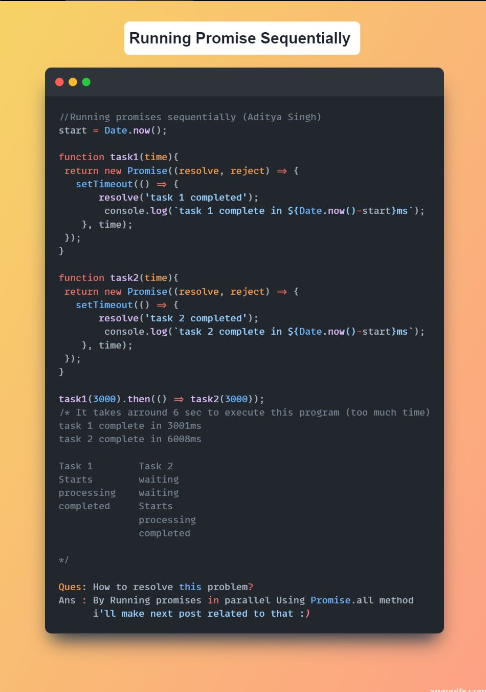 Running Promise Sequentially
//Running promises sequentially (Aditya Singh)
start = Date.now();
function task1(time){
return new Promise((resolve, reject) => {
setTimeout(() => {
resolve('task 1 completed');
console.log(`task 1 complete in ${Date.now()-start}ms`);
}, time);
});
}
function task2(time){
return new Promise((resolve, reject) => {
setTimeout(() => {
resolve('task 2 completed');
console.log(`task 2 complete in ${Date.now()-start}ms`);
}, time);
});
}
task1(3000).then(() => task2(3000));
/* It takes arround 6 sec to execute this program (too much time)
task 1 complete in 3001ms
task 2 complete in 6008ms
Task 1 Task 2
Starts waiting
processing waiting
completed Starts
processing
completed
*/
Ques: How to resolve this problem?
Ans : By Running promises in parallel Using Promise.all method
i'll make next post related to that :)